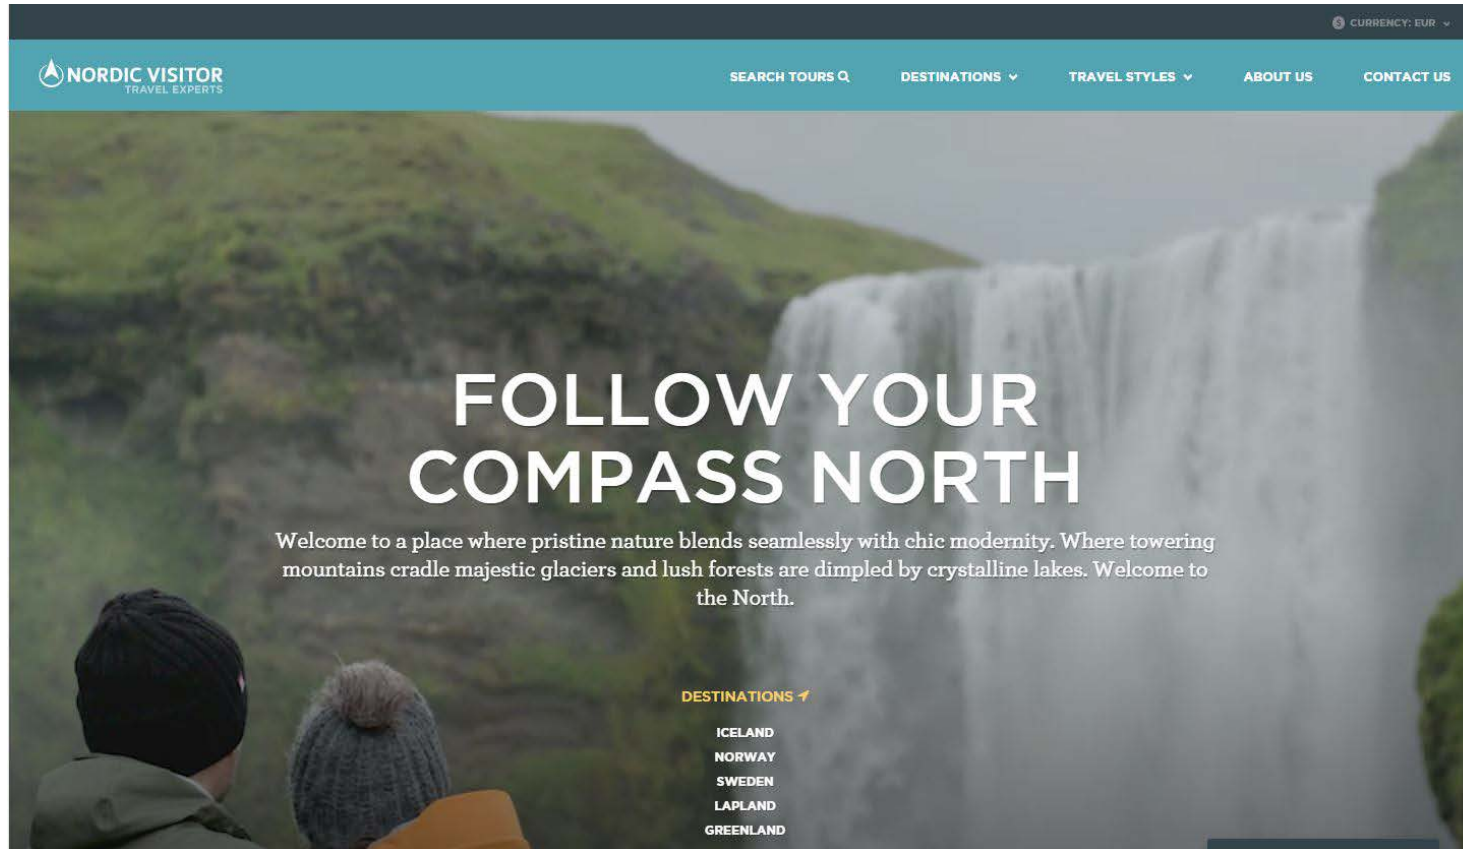 CURRENCY: EUR
NORDIC VISITOR
TRAVEL EXPERTS
SEARCH TOURS
DESTINATIONS
TRAVEL STYLES
ABOUT US
CONTACT US
FOLLOW YOUR
COMPASS NORTH
Welcome to a place where pristine nature blends seamlessly with chic modernity. Where towering
mountains cradle majestic glaciers and lush forests are dimpled by crystalline lakes. Welcome to
the North.
DESTINATIONS
ICELAND
NORWAY
SWEDEN
LAPLAND
GREENLAND